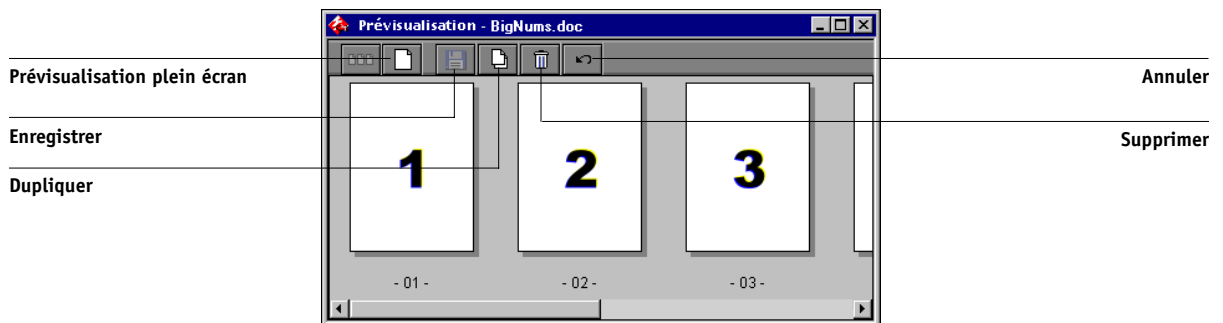 Prévisualisation - BigNums.doc
Prévisualisation plein écran
Annuler
Enregistrer
Supprimer
Dupliquer
1 2 3
- 01 - - 02 - - 03 -